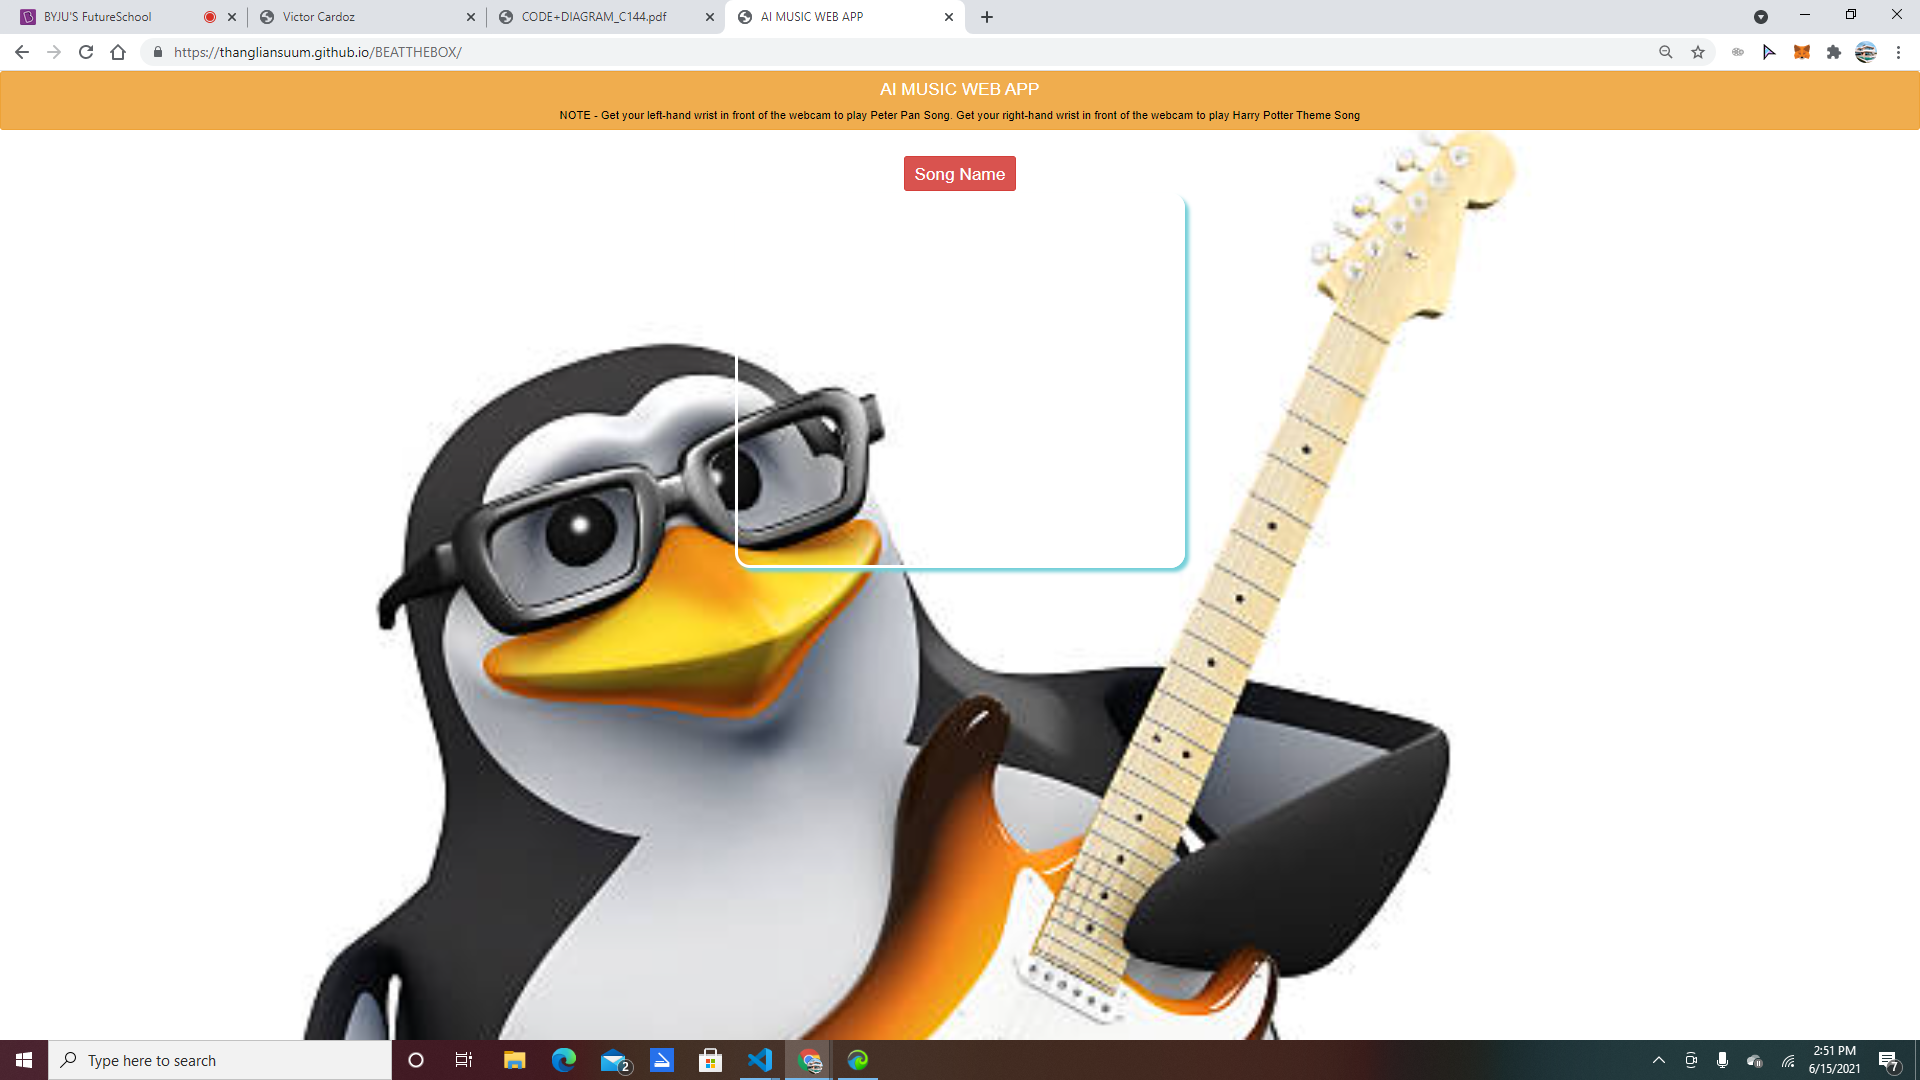 BYJU'S FutureSchool
Victor Cardoz
CODE+DIAGRAM_C144.pdf
AI MUSIC WEB APP
https://thangliansuum.github.io/BEATTHEBOX/
AI MUSIC WEB APP
NOTE - Get your left-hand wrist in front of the webcam to play Peter Pan Song. Get your right-hand wrist in front of the webcam to play Harry Potter Theme Song
Song Name
Type here to search
2
2:51 PM
6/15/2021
7